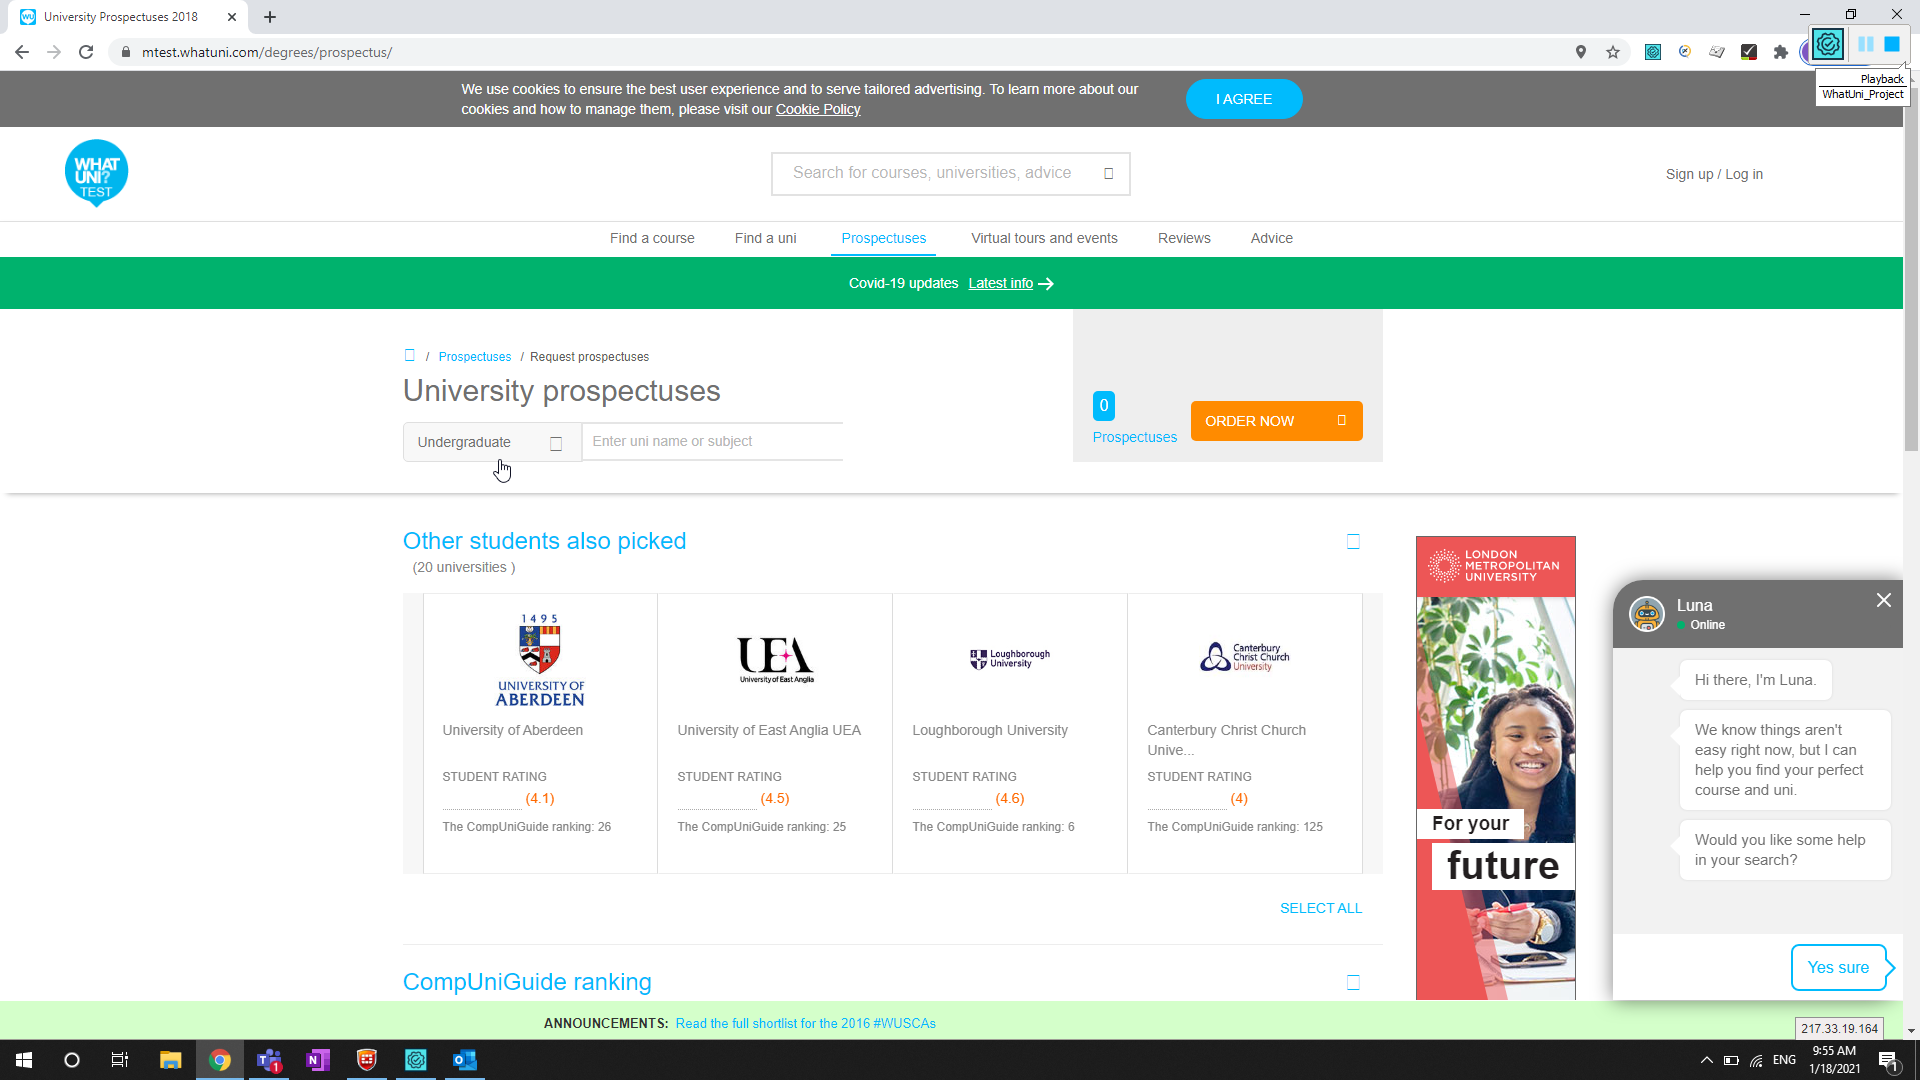 University Prospectuses 2018
mtest.whatuni.com/degrees/prospectus/
Playback
WhatUni_Project
We use cookies to ensure the best user experience and to serve tailored advertising. To learn more about our
cookies and how to manage them, please visit our Cookie Policy
I AGREE
WHAT
UNI?
TEST
Search for courses, universities, advice
Sign up / Log in
Find a course
Find a uni
Prospectuses
Virtual tours and events
Reviews
Advice
Covid-19 updates Latest info
/ Prospectuses / Request prospectuses
University prospectuses
Undergraduate
Enter uni name or subject
0
Prospectuses
ORDER NOW
Other students also picked
(20 universities )
1495
UNIVERSITY OF
ABERDEEN
University of Aberdeen
STUDENT RATING
(4.1)
The CompUniGuide ranking: 26
UEA
University of East Anglia
University of East Anglia UEA
STUDENT RATING
(4.5)
The CompUniGuide ranking: 25
Loughborough
University
Loughborough University
STUDENT RATING
(4.6)
The CompUniGuide ranking: 6
Canterbury
Christ Church
University
Canterbury Christ Church
Unive...
STUDENT RATING
(4)
The CompUniGuide ranking: 125
SELECT ALL
LONDON
METROPOLITAN
UNIVERSITY
For your
future
Luna
Online
Hi there, I'm Luna.
We know things aren't
easy right now, but I can
help you find your perfect
course and uni.
Would you like some help
in your search?
Yes sure
CompUniGuide ranking
ANNOUNCEMENTS: Read the full shortlist for the 2016 #WUSCAs
217.33.19.164
ENG
9:55 AM
1/18/2021
1
1